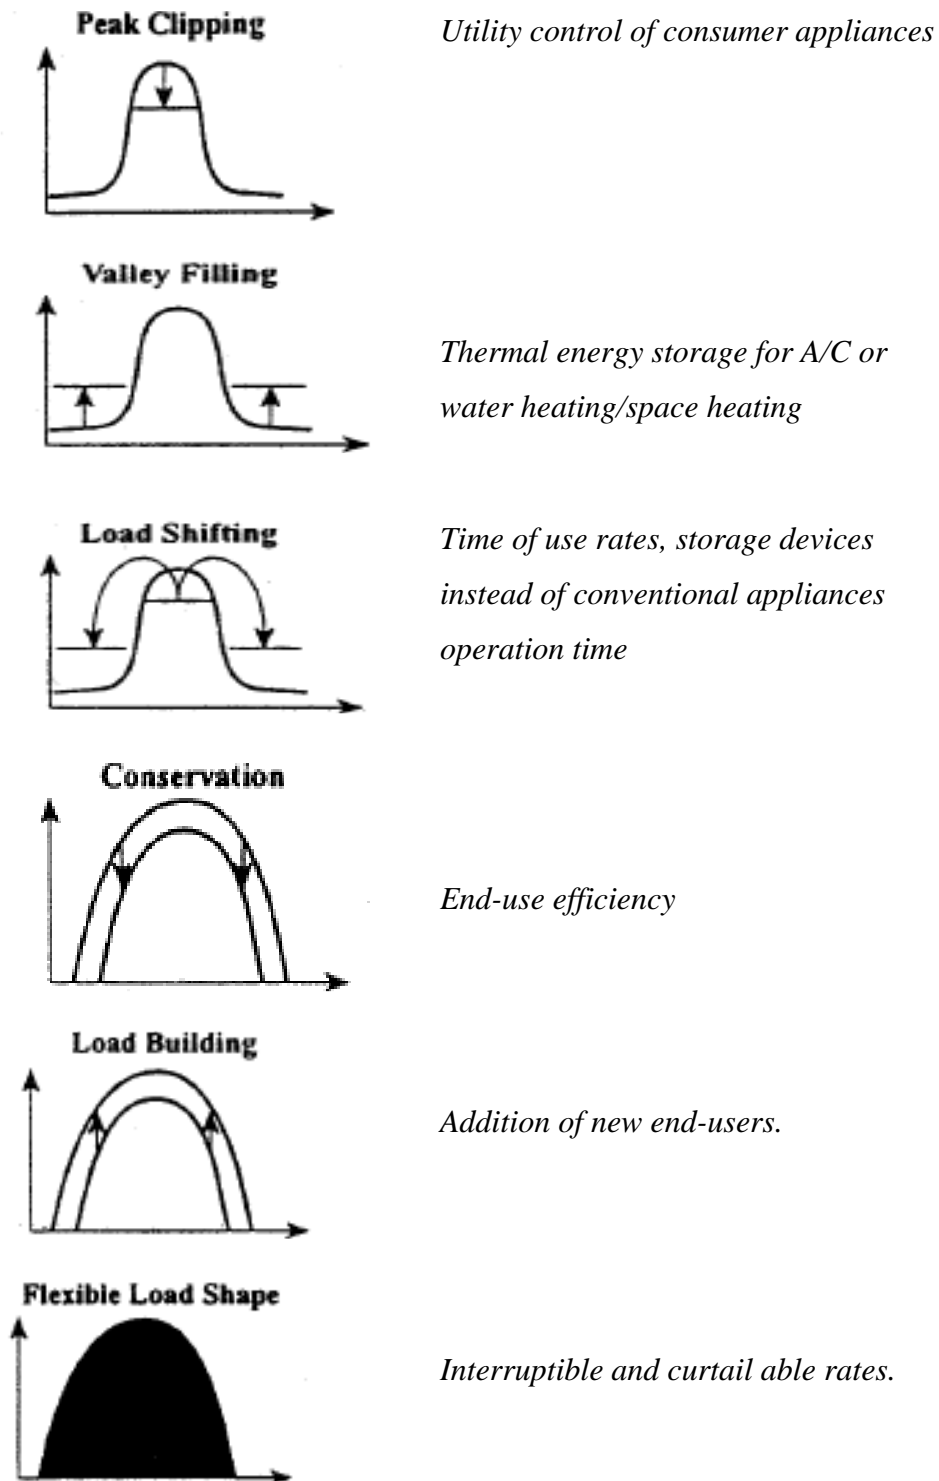 Peak Clipping
Utility control of consumer appliances
Valley Filling
Thermal energy storage for A/C or
water heating/space heating
Load Shifting
Time of use rates, storage devices
instead of conventional appliances
operation time
Conservation
End-use efficiency
Load Building
Addition of new end-users.
Flexible Load Shape
Interruptible and curtail able rates.